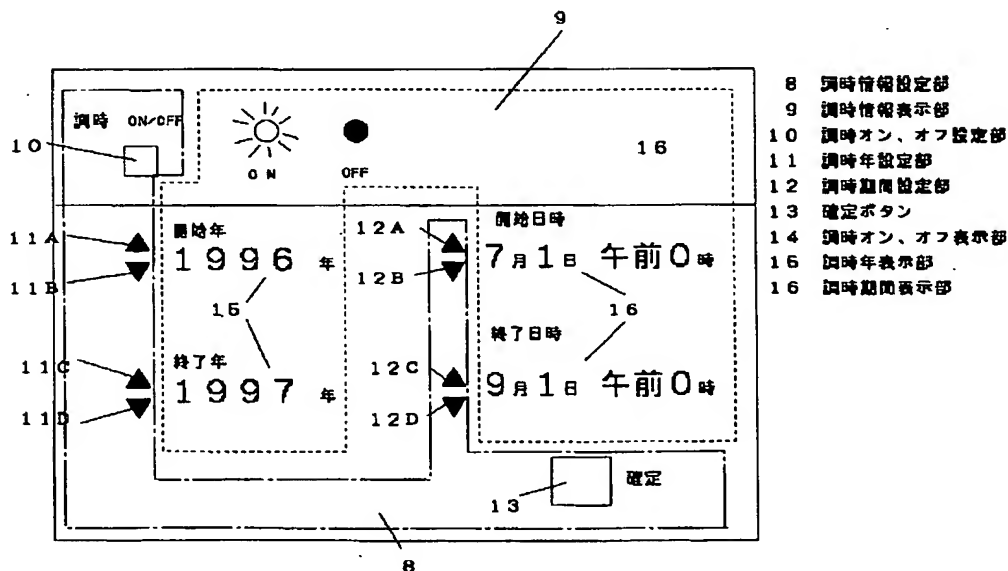 9
調時 ON/OFF
10
ON
OFF
16
11A
11B
開始年
1996 年
15
終了年
1997 年
11C
11D
12A
12B
開始日時
7月1日 午前0時
16
終了日時
9月1日 午前0時
12C
12D
13
確定
8
8 調時情報設定部
9 調時情報表示部
10 調時オン、オフ設定部
11 調時年設定部
12 調時期間設定部
13 確定ボタン
14 調時オン、オフ表示部
15 調時年表示部
16 調時期間表示部